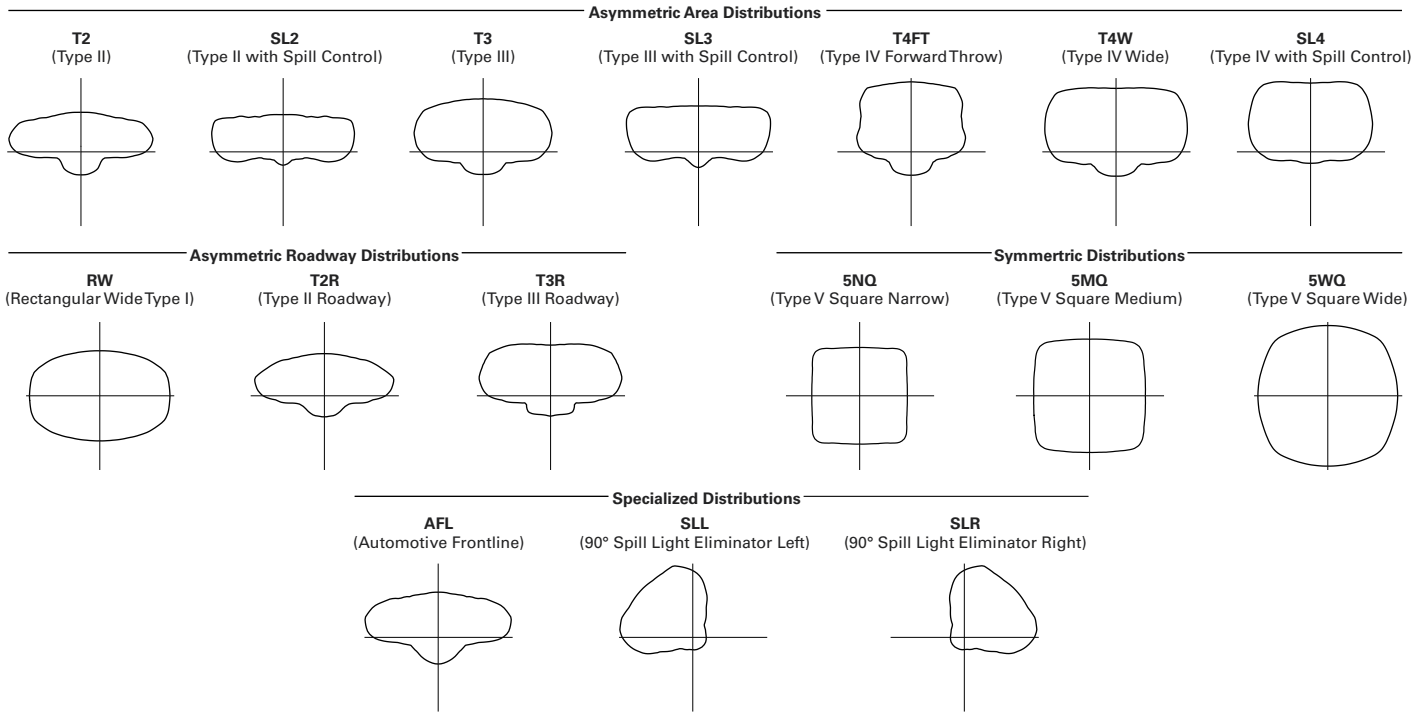 Asymmetric Area Distributions
T2
(Type II)
SL2
(Type II with Spill Control)
T3
(Type III)
SL3
(Type III with Spill Control)
T4FT
(Type IV Forward Throw)
T4W
(Type IV Wide)
SL4
(Type IV with Spill Control)
Asymmetric Roadway Distributions
RW
(Rectangular Wide Type I)
T2R
(Type II Roadway)
T3R
(Type III Roadway)
Symmertric Distributions
5NQ
(Type V Square Narrow)
5MQ
(Type V Square Medium)
5WQ
(Type V Square Wide)
Specialized Distributions
AFL
(Automotive Frontline)
SLL
(90° Spill Light Eliminator Left)
SLR
(90° Spill Light Eliminator Right)